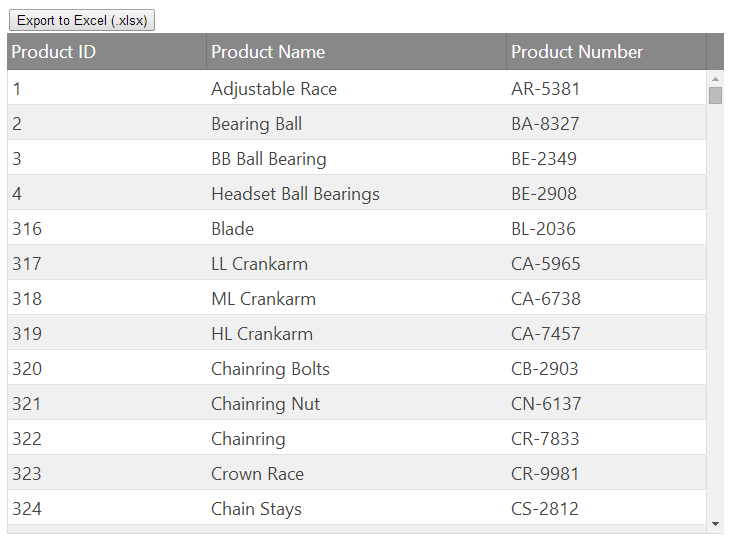 Export to Excel (.xlsx)
Product ID Product Name Product Number
1 Adjustable Race AR-5381
2 Bearing Ball BA-8327
3 BB Ball Bearing BE-2349
4 Headset Ball Bearings BE-2908
316 Blade BL-2036
317 LL Crankarm CA-5965
318 ML Crankarm CA-6738
319 HL Crankarm CA-7457
320 Chainring Bolts CB-2903
321 Chainring Nut CN-6137
322 Chainring CR-7833
323 Crown Race CR-9981
324 Chain Stays CS-2812